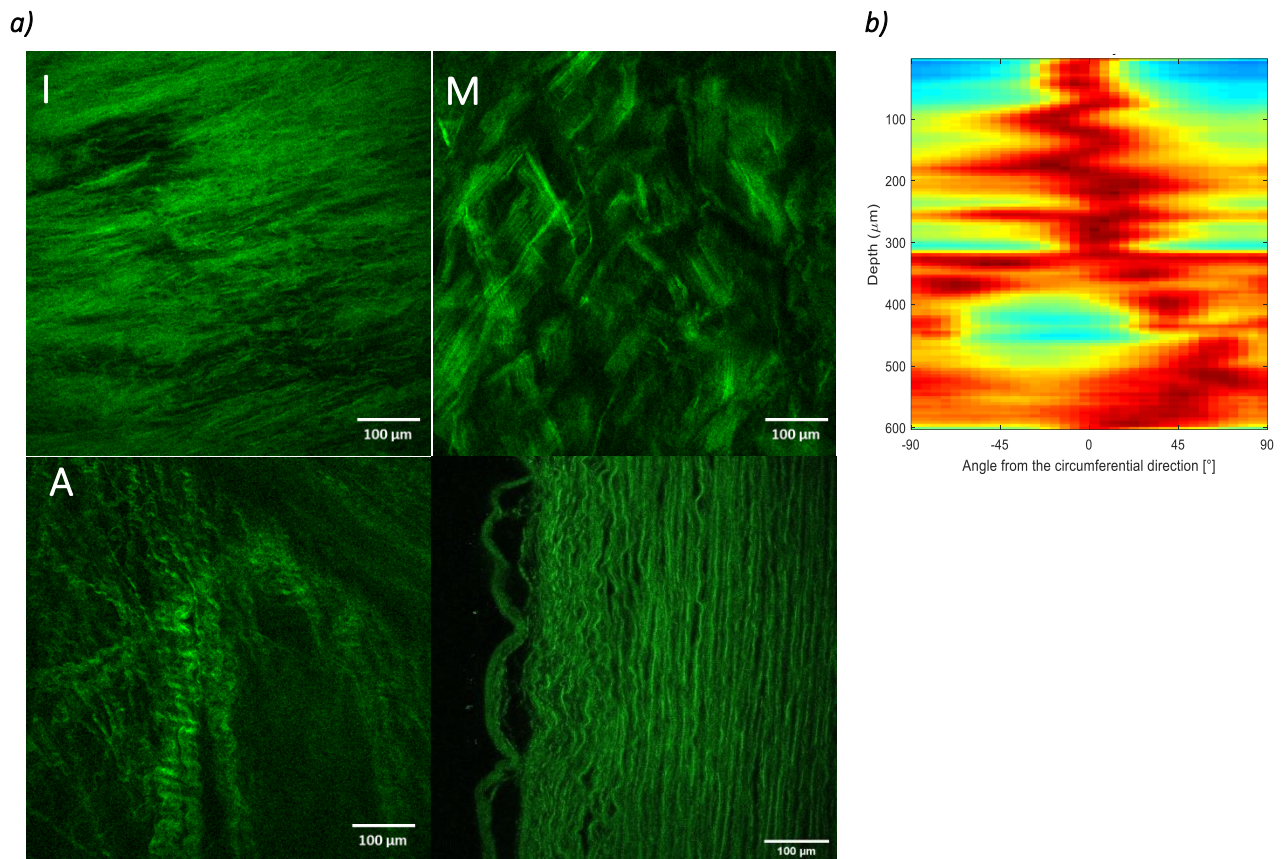 a)
b)
I
M
100 µm
100 µm
A
100 µm
100 µm
Depth (µm)
100
200
300
400
500
600
-90
-45
0
45
90
Angle from the circumferential direction [°]